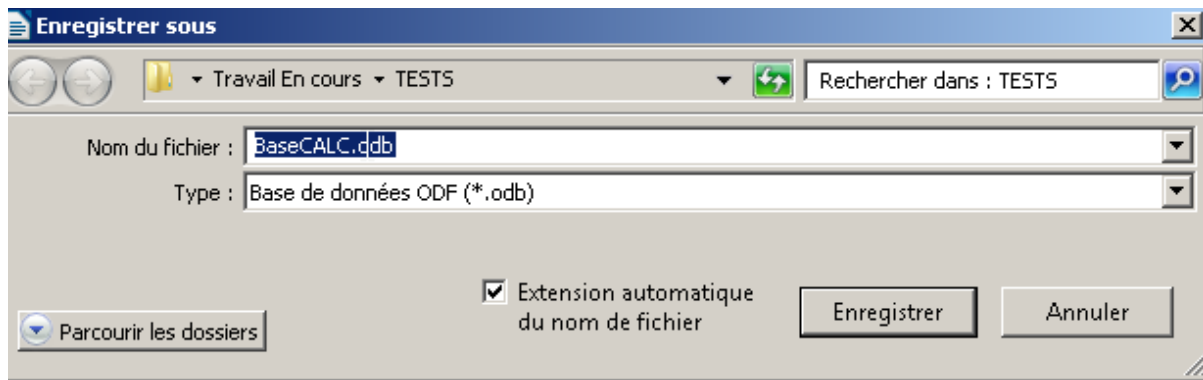 Enregistrer sous
Travail En cours TESTS
Rechercher dans : TESTS
Nom du fichier : BaseCALC.odb
Type : Base de données ODF (*.odb)
Extension automatique
du nom de fichier
Enregistrer
Annuler
Parcourir les dossiers